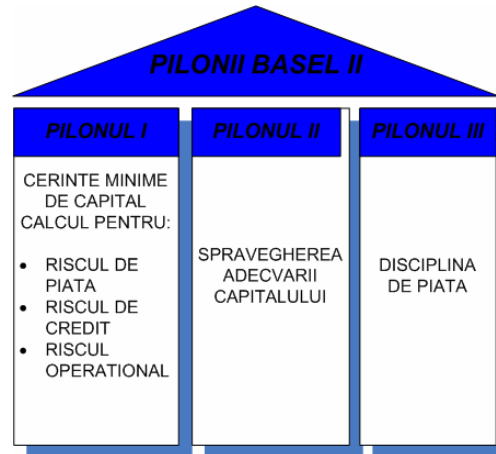 PILONII BASEL II
PILONUL I
CERINTE MINIME
DE CAPITAL
CALCUL PENTRU:
• RISCUL DE
PIATA
• RISCUL DE
CREDIT
• RISCUL
OPERATIONAL
PILONUL II
SPRAVEGHEREA
ADECVARII
CAPITALULUI
PILONUL III
DISCIPLINA
DE PIATA